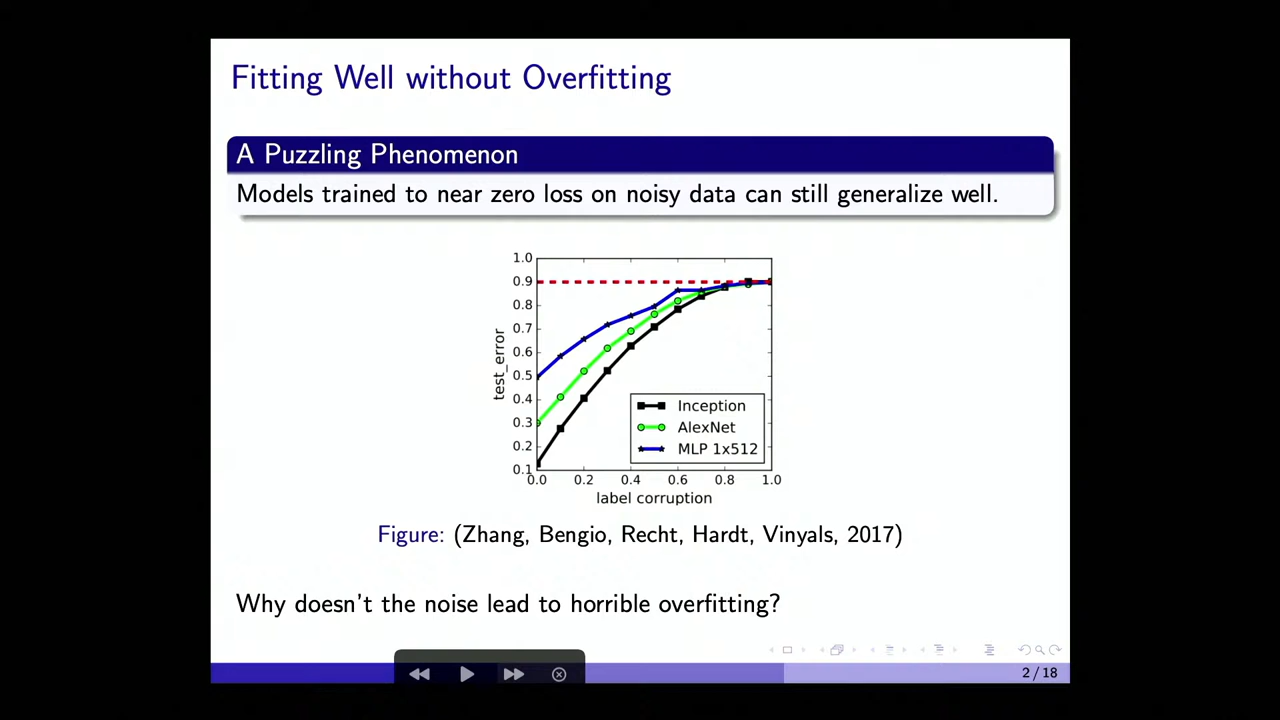 Fitting Well without Overfitting
A Puzzling Phenomenon
Models trained to near zero loss on noisy data can still generalize well.
1.0
0.9
0.8
0.7
0.6
0.5
0.4
0.3
0.2
0.1
test_error
Inception
AlexNet
MLP 1x512
0.0 0.2 0.4 0.6 0.8 1.0
label corruption
Figure: (Zhang, Bengio, Recht, Hardt, Vinyals, 2017)
Why doesn't the noise lead to horrible overfitting?
2 / 18